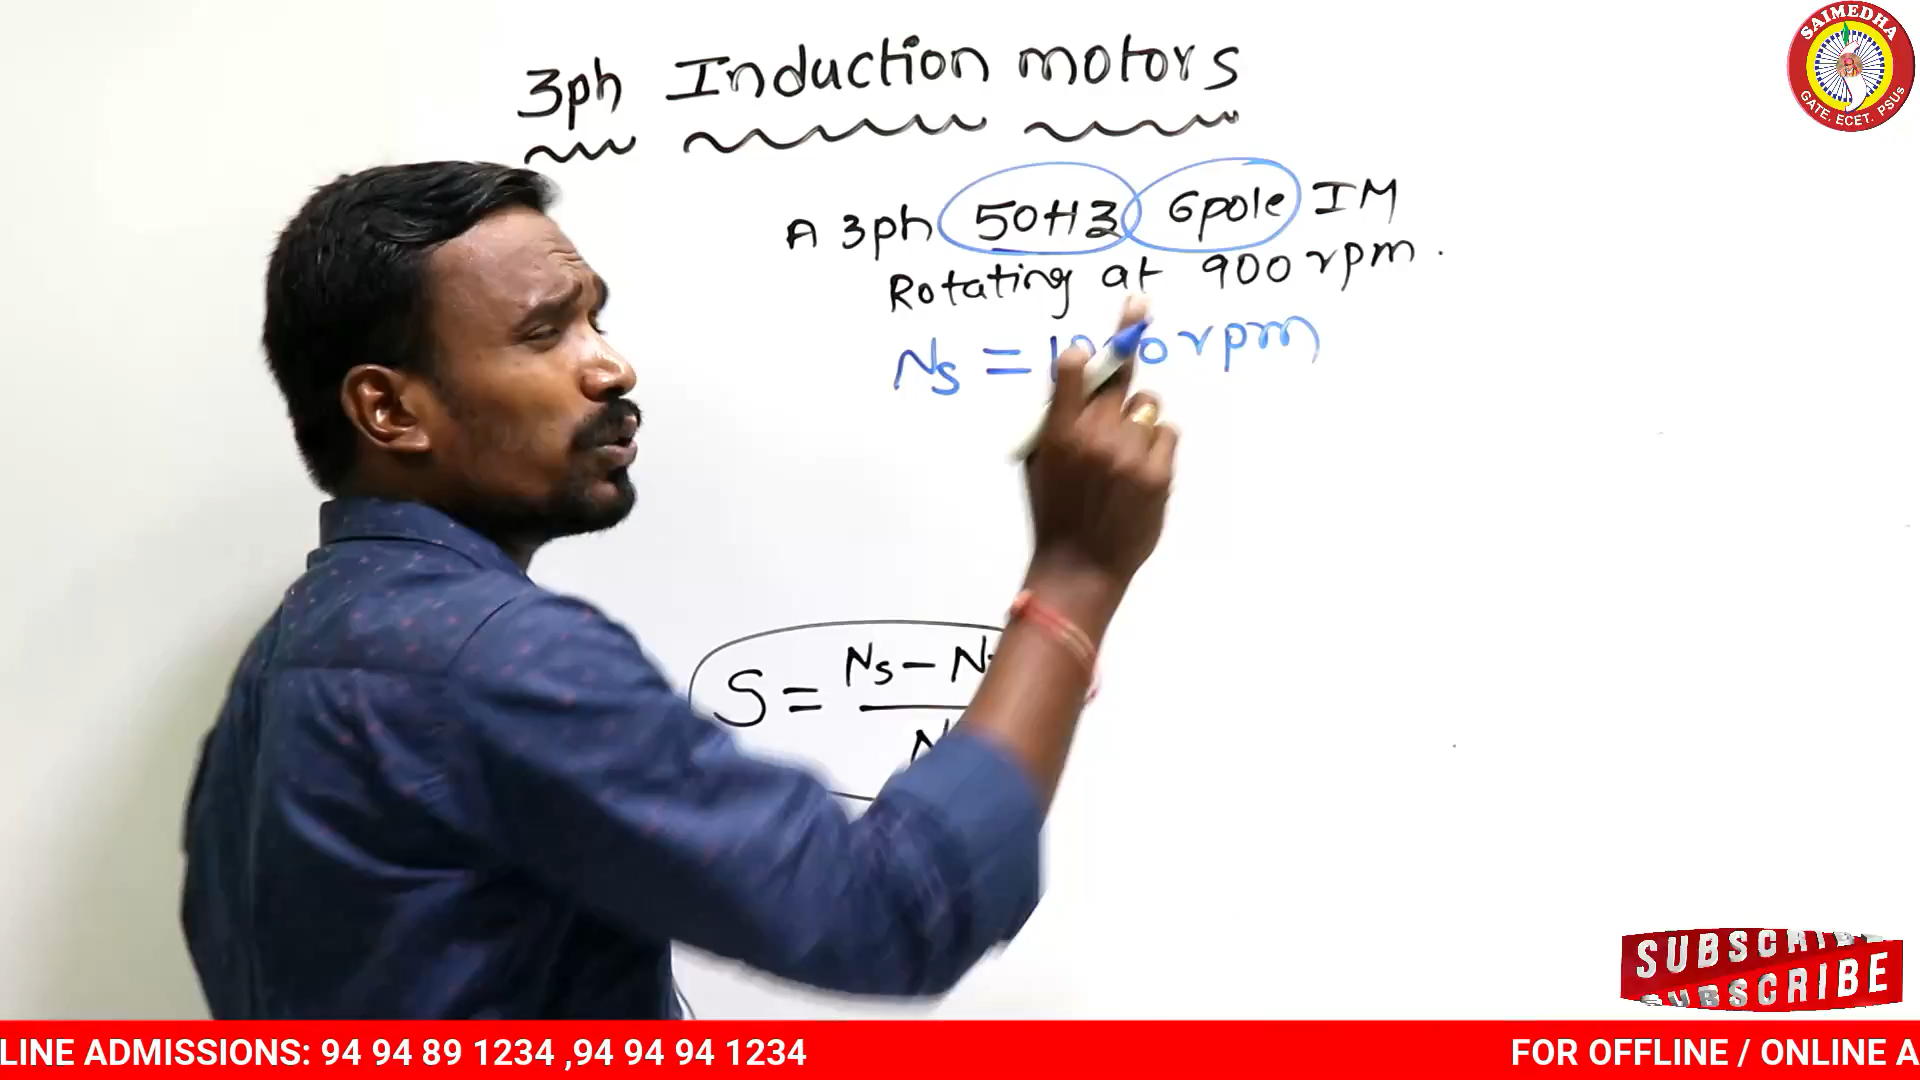 3ph Induction motors
A 3ph 50Hz 6pole IM
Rotating at 900 rpm.
Ns = rpm
S = Ns - N
SAIMEDHA
GATE. ECET. PSUs
SUBSCRIBE
SUBSCRIBE
LINE ADMISSIONS: 94 94 89 1234 ,94 94 94 1234
FOR OFFLINE / ONLINE A